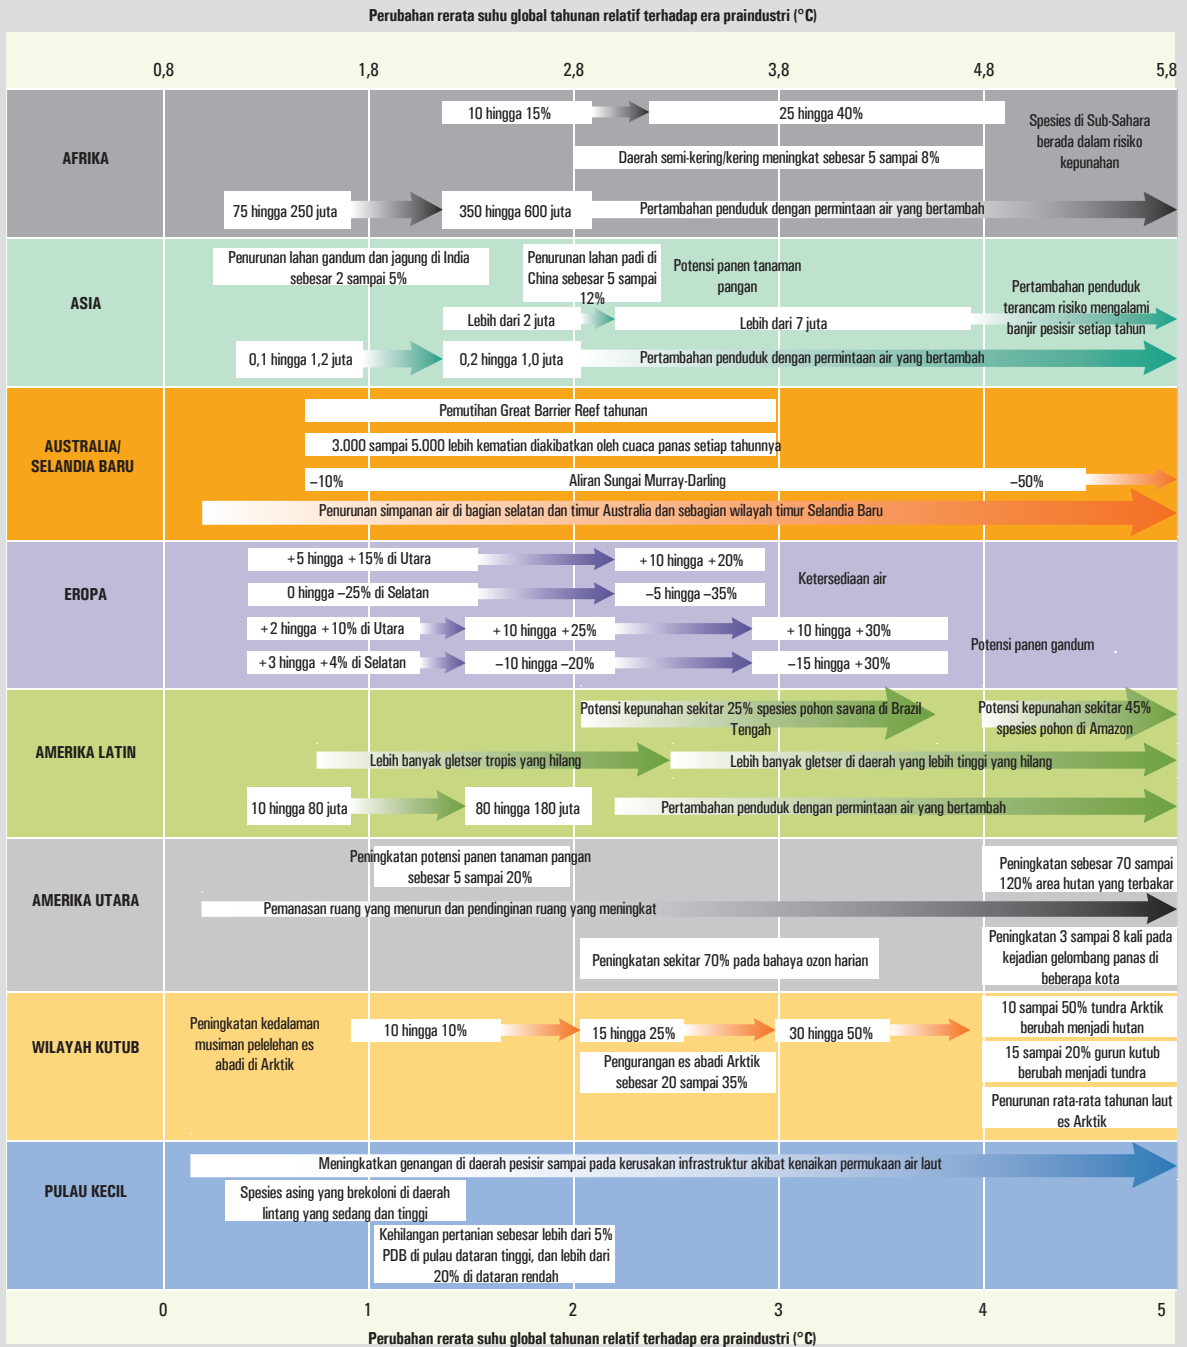 Perubahan rerata suhu global tahunan relatif terhadap era praindustri (°C)
0,8 1,8 2,8 3,8 4,8 5,8
AFRIKA
10 hingga 15%
25 hingga 40%
Spesies di Sub-Sahara
berada dalam risiko
kepunahan
Daerah semi-kering/kering meningkat sebesar 5 sampai 8%
75 hingga 250 juta
350 hingga 600 juta
Pertambahan penduduk dengan permintaan air yang bertambah
ASIA
Penurunan lahan gandum dan jagung di India
sebesar 2 sampai 5%
Penurunan lahan padi di
China sebesar 5 sampai
12%
Potensi panen tanaman
pangan
Lebih dari 2 juta
Lebih dari 7 juta
Pertambahan penduduk
terancam risiko mengalami
banjir pesisir setiap tahun
0,1 hingga 1,2 juta
0,2 hingga 1,0 juta
Pertambahan penduduk dengan permintaan air yang bertambah
AUSTRALIA/
SELANDIA BARU
Pemutihan Great Barrier Reef tahunan
3.000 sampai 5.000 lebih kematian diakibatkan oleh cuaca panas setiap tahunnya
–10%
Aliran Sungai Murray-Darling
–50%
Penurunan simpanan air di bagian selatan dan timur Australia dan sebagian wilayah timur Selandia Baru
EROPA
+5 hingga +15% di Utara
+10 hingga +20%
Ketersediaan air
0 hingga –25% di Selatan
–5 hingga –35%
+2 hingga +10% di Utara
+10 hingga +25%
+10 hingga +30%
Potensi panen gandum
+3 hingga +4% di Selatan
–10 hingga –20%
–15 hingga +30%
AMERIKA LATIN
Potensi kepunahan sekitar 25% spesies pohon savana di Brazil
Tengah
Potensi kepunahan sekitar 45%
spesies pohon di Amazon
Lebih banyak gletser tropis yang hilang
Lebih banyak gletser di daerah yang lebih tinggi yang hilang
10 hingga 80 juta
80 hingga 180 juta
Pertambahan penduduk dengan permintaan air yang bertambah
AMERIKA UTARA
Peningkatan potensi panen tanaman pangan
sebesar 5 sampai 20%
Peningkatan sebesar 70 sampai
120% area hutan yang terbakar
Pemanasan ruang yang menurun dan pendinginan ruang yang meningkat
Peningkatan sekitar 70% pada bahaya ozon harian
Peningkatan 3 sampai 8 kali pada
kejadian gelombang panas di
beberapa kota
WILAYAH KUTUB
Peningkatan kedalaman
musiman pelelehan es
abadi di Arktik
10 hingga 10%
15 hingga 25%
30 hingga 50%
10 sampai 50% tundra Arktik
berubah menjadi hutan
Pengurangan es abadi Arktik
sebesar 20 sampai 35%
15 sampai 20% gurun kutub
berubah menjadi tundra
Penurunan rata-rata tahunan laut
es Arktik
PULAU KECIL
Meningkatkan genangan di daerah pesisir sampai pada kerusakan infrastruktur akibat kenaikan permukaan air laut
Spesies asing yang brekoloni di daerah
lintang yang sedang dan tinggi
Kehilangan pertanian sebesar lebih dari 5%
PDB di pulau dataran tinggi, dan lebih dari
20% di dataran rendah
0 1 2 3 4 5
Perubahan rerata suhu global tahunan relatif terhadap era praindustri (°C)